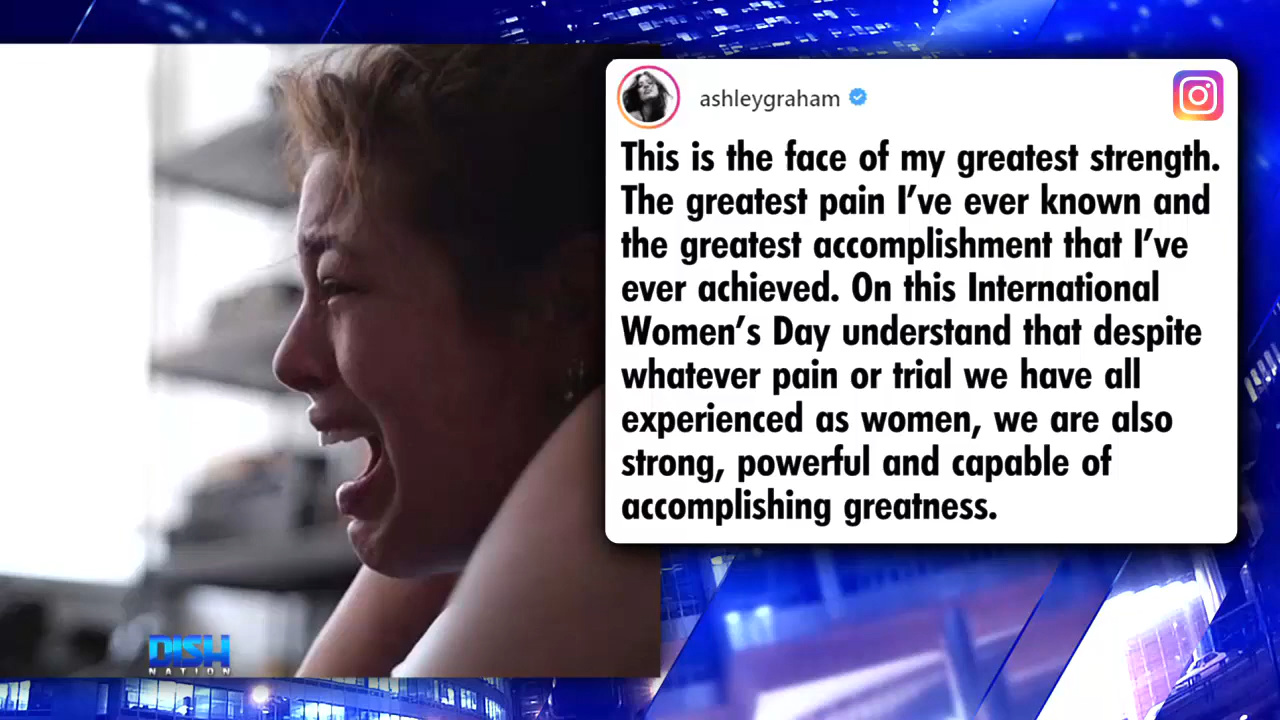 ashleygraham
This is the face of my greatest strength.
The greatest pain I've ever known and
the greatest accomplishment that I've
ever achieved. On this International
Women's Day understand that despite
whatever pain or trial we have all
experienced as women, we are also
strong, powerful and capable of
accomplishing greatness.
DISH
NATION